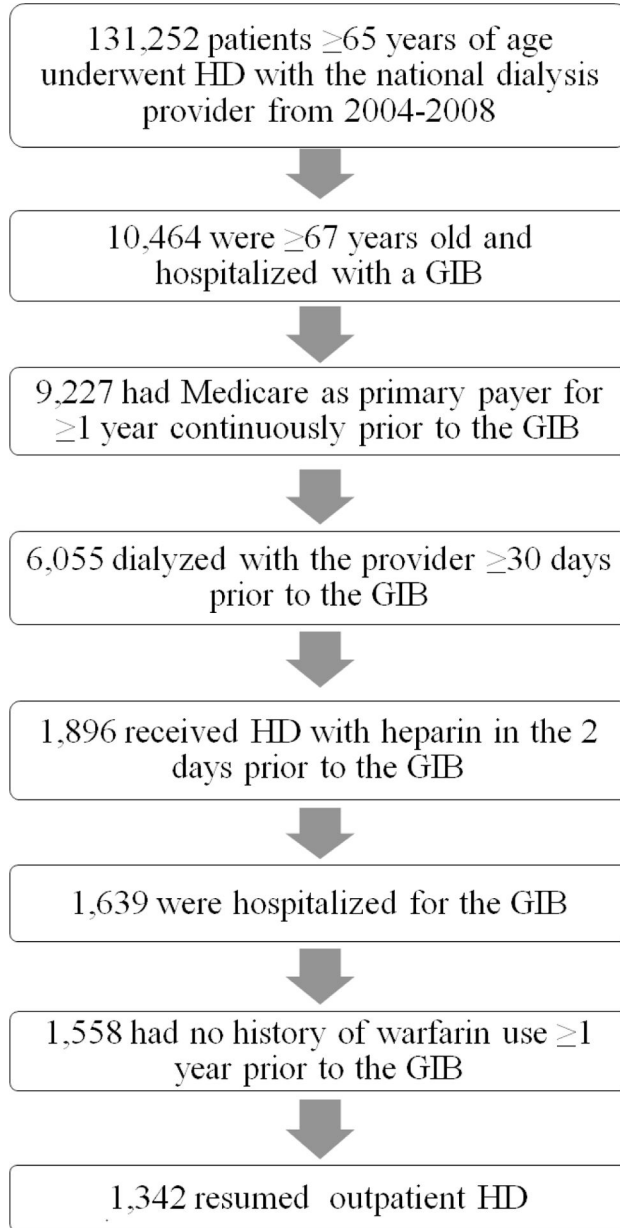 131,252 patients ≥65 years of age
underwent HD with the national dialysis
provider from 2004-2008
10,464 were ≥67 years old and
hospitalized with a GIB
9,227 had Medicare as primary payer for
≥1 year continuously prior to the GIB
6,055 dialyzed with the provider ≥30 days
prior to the GIB
1,896 received HD with heparin in the 2
days prior to the GIB
1,639 were hospitalized for the GIB
1,558 had no history of warfarin use ≥1
year prior to the GIB
1,342 resumed outpatient HD